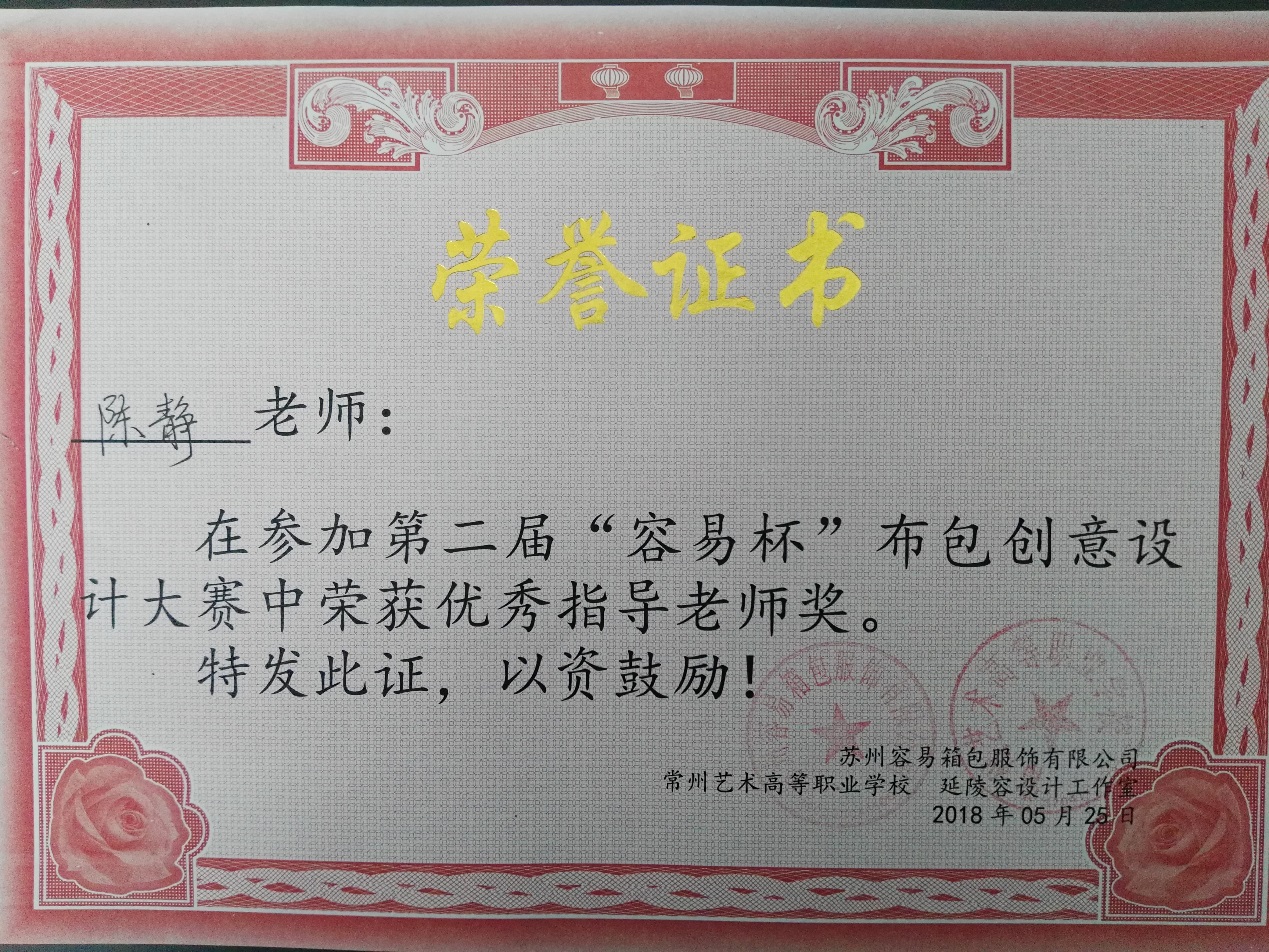 荣誉证书
陈静 老师：
在参加第二届“容易杯”布包创意设
计大赛中荣获优秀指导老师奖。
特发此证，以资鼓励！
苏州容易箱包服饰有限公司
常州艺术高等职业学校 延陵容设计工作室
2018 年 05 月 25 日